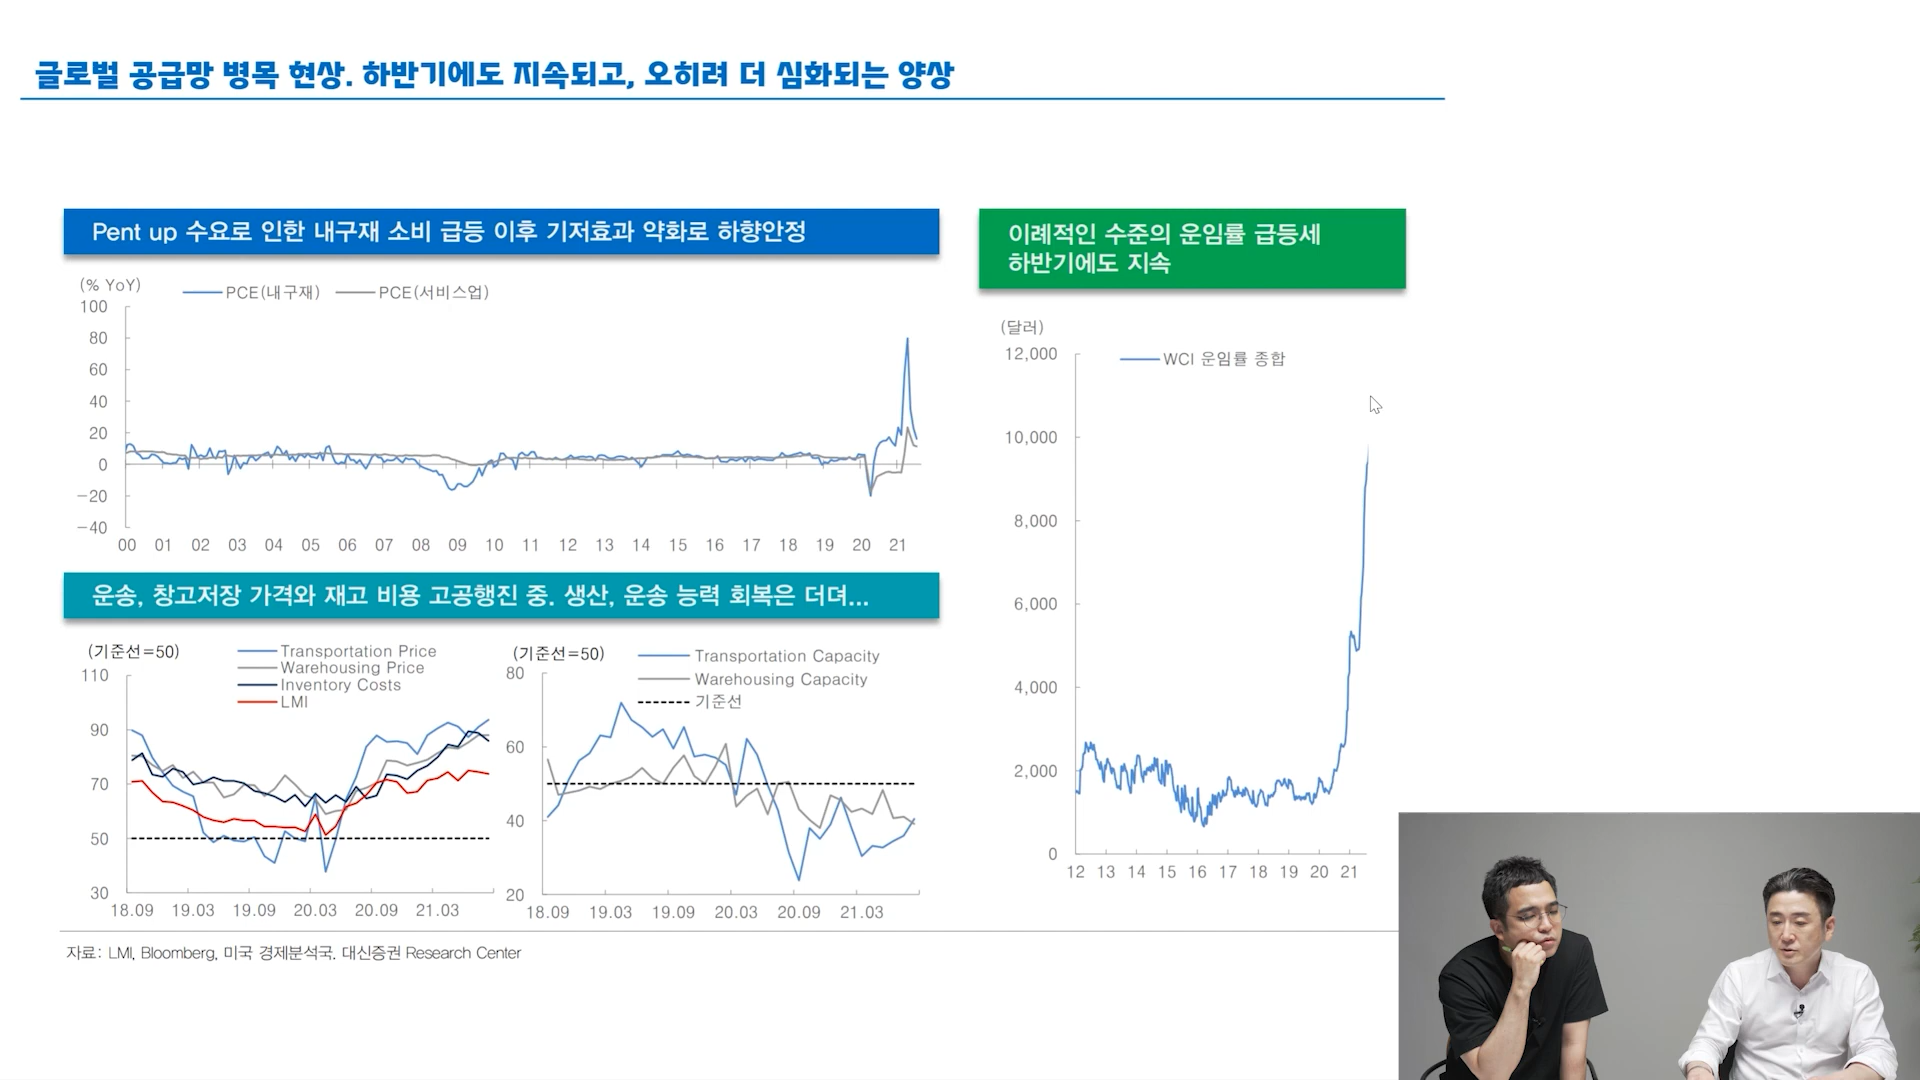 글로벌 공급망 병목 현상. 하반기에도 지속되고, 오히려 더 심화되는 양상
Pent up 수요로 인한 내구재 소비 급등 이후 기저효과 약화로 하향안정
(% YoY)
PCE(내구재)
PCE(서비스업)
100
80
60
40
20
0
-20
-40
00 01 02 03 04 05 06 07 08 09 10 11 12 13 14 15 16 17 18 19 20 21
운송, 창고저장 가격와 재고 비용 고공행진 중. 생산, 운송 능력 회복은 더뎌...
(기준선=50)
Transportation Price
Warehousing Price
Inventory Costs
LMI
110
90
70
50
30
18.09 19.03 19.09 20.03 20.09 21.03
(기준선=50)
Transportation Capacity
Warehousing Capacity
기준선
80
60
40
20
18.09 19.03 19.09 20.03 20.09 21.03
이례적인 수준의 운임률 급등세
하반기에도 지속
(달러)
WCI 운임률 종합
12,000
10,000
8,000
6,000
4,000
2,000
0
12 13 14 15 16 17 18 19 20 21
자료: LMI, Bloomberg, 미국 경제분석국, 대신증권 Research Center